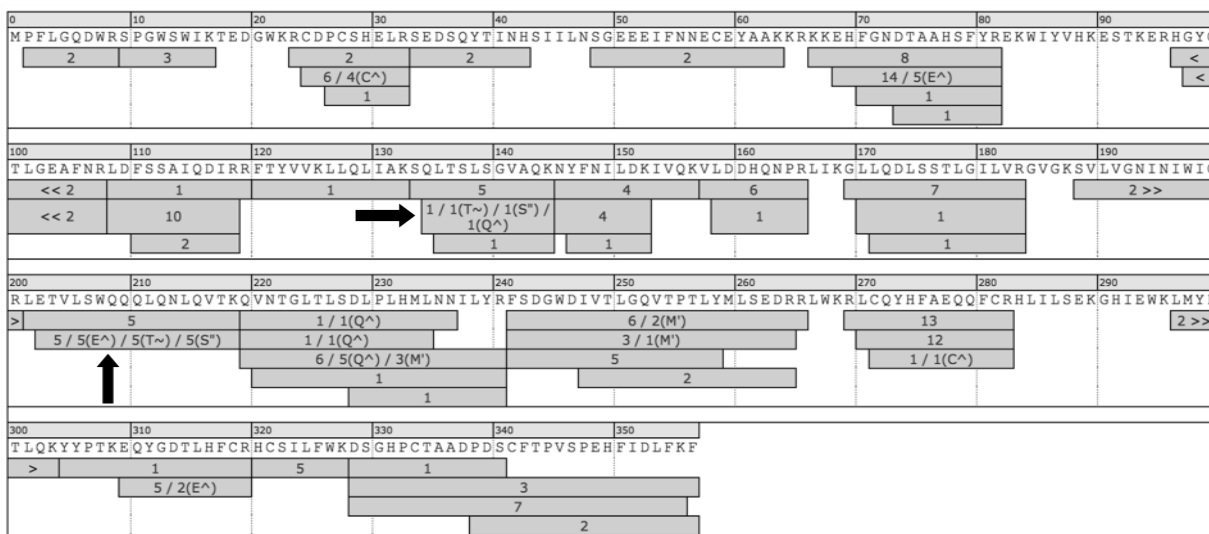 0 10 20 30 40 50 60 70 80 90
MPFLGQDWRSPGWSWIKTEDGWKRCDPCSHELRSEDSQYTINHSIILNSGEEEIFNNECEYAAKKRKKEHFGNDTAAHSFYREKWIYVHKESTKERHGY
2 3 2 2 2 8 <
6 / 4(C^) 14 / 5(E^) <
1 1
1
100 110 120 130 140 150 160 170 180 190
TLGEAFNRLDFSSAIQDIRRFTYVVKLLQLIAKSQLTSLSGVAQKNYFNILDKIVQKVLDDHQNPRLIKGLLQDLSSTLGILVRGVGKSVLVGNINIWI
<< 2 1 1 5 4 6 7 2 >>
<< 2 10 1 / 1(T~) / 1(S") / 4 1 1
1(Q^)
2 1 1 1
200 210 220 230 240 250 260 270 280 290
RLETVLSWQQQLQNLQVTKQVNTGLTLSDLPLHMLNNILYRFSDGWDIVTLGQVTPTLYMLSEDRRLWKRLCQYHFAEQQFCRHLILSEKGHIEWKLMY
> 5 1 / 1(Q^) 6 / 2(M') 13 2 >>
5 / 5(E^) / 5(T~) / 5(S") 1 / 1(Q^) 3 / 1(M') 12
6 / 5(Q^) / 3(M') 5 1 / 1(C^)
1 2
1
300 310 320 330 340 350
TLQKYYPTKEQYGDTLHFCRHCSILFWKDSGHPCTAADPDSCFTPVSPEHFIDLFKF
> 1 5 1
5 / 2(E^) 3
7
2